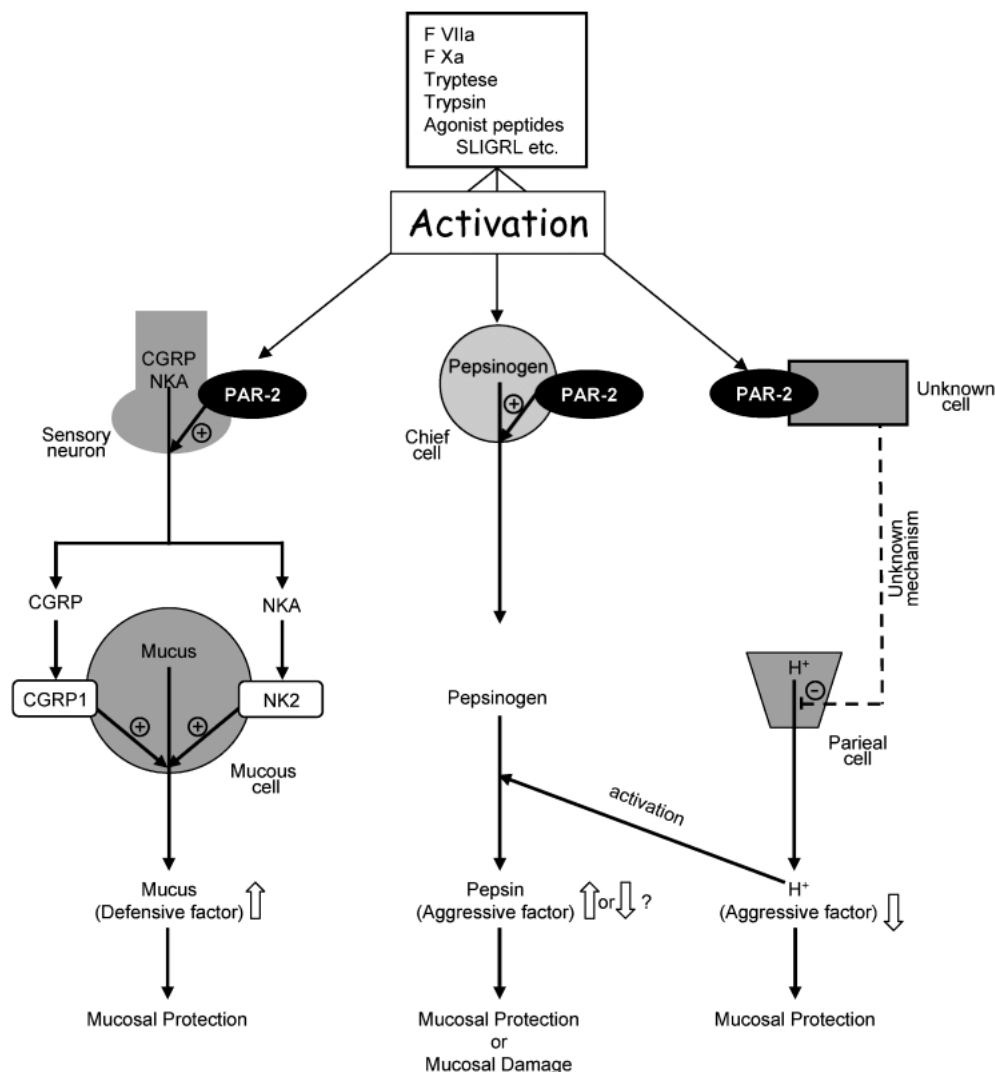 F VIIa
F Xa
Tryptese
Trypsin
Agonist peptides
SLIGRL etc.
Activation
CGRP
NKA
PAR-2
+
Sensory
neuron
Pepsinogen
PAR-2
+
Chief
cell
PAR-2
Unknown
cell
Unknown
mechanism
CGRP
NKA
Mucus
CGRP1
NK2
+
+
Mucous
cell
Pepsinogen
H⁺
−
Parieal
cell
activation
Mucus
(Defensive factor)
Pepsin
(Aggressive factor)
or
?
H⁺
(Aggressive factor)
Mucosal Protection
Mucosal Protection
or
Mucosal Damage
Mucosal Protection